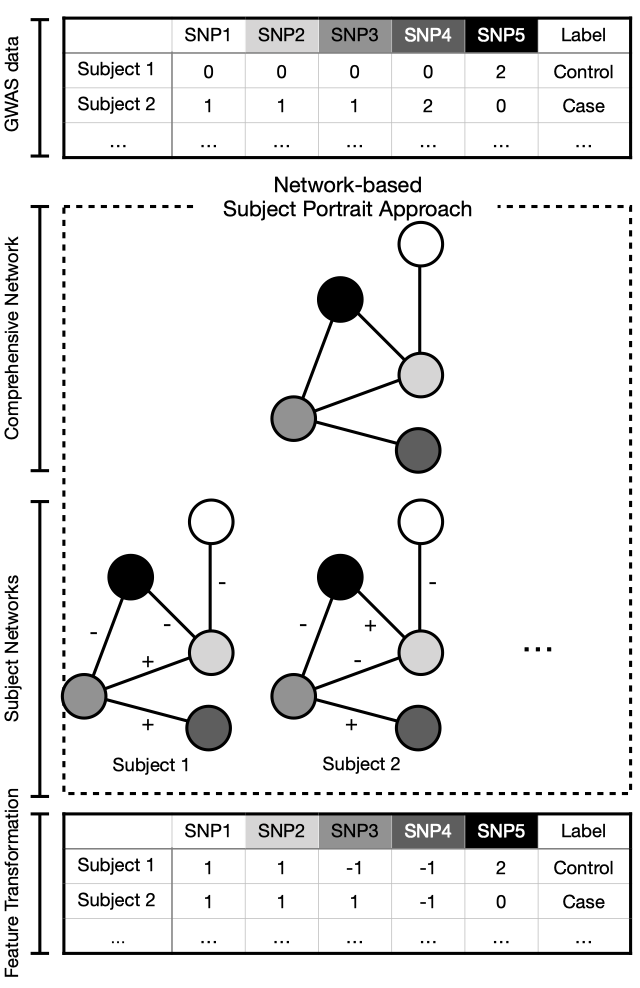 GWAS data
SNP1 SNP2 SNP3 SNP4 SNP5 Label
Subject 1 0 0 0 0 2 Control
Subject 2 1 1 1 2 0 Case
... ... ... ... ... ... ...
Network-based
Subject Portrait Approach
Comprehensive Network
Subject Networks
- - - + +
Subject 1
- - + - +
Subject 2
...
Feature Transformation
SNP1 SNP2 SNP3 SNP4 SNP5 Label
Subject 1 1 1 -1 -1 2 Control
Subject 2 1 1 1 -1 0 Case
... ... ... ... ... ... ...